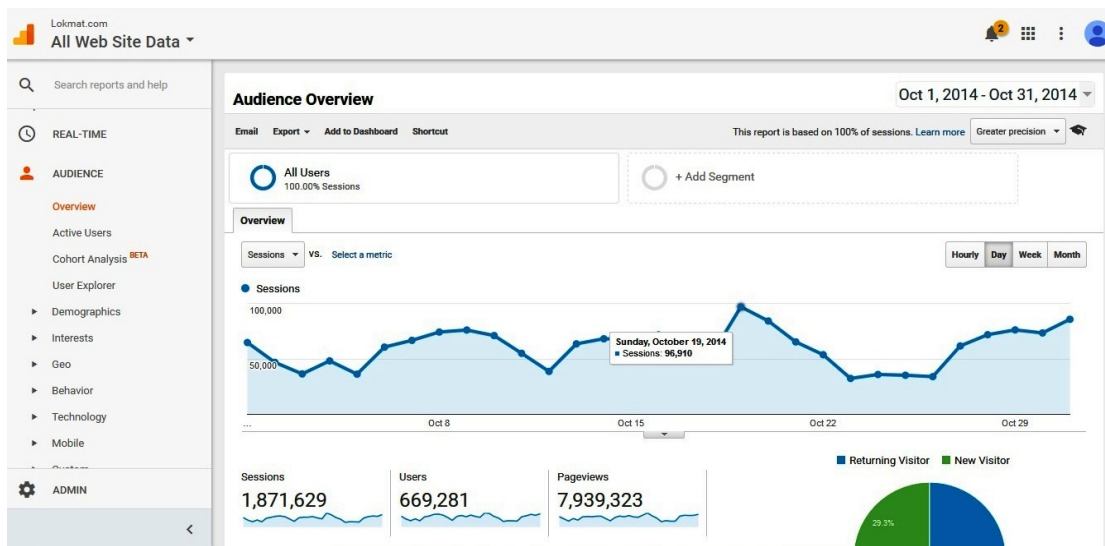 Lokmat.com
All Web Site Data
2
Search reports and help
REAL-TIME
AUDIENCE
Overview
Active Users
Cohort Analysis BETA
User Explorer
Demographics
Interests
Geo
Behavior
Technology
Mobile
ADMIN
Audience Overview
Oct 1, 2014 - Oct 31, 2014
Email Export Add to Dashboard Shortcut
This report is based on 100% of sessions. Learn more Greater precision
All Users
100.00% Sessions
+ Add Segment
Overview
Sessions VS. Select a metric
Hourly Day Week Month
Sessions
100,000
50,000
Sunday, October 19, 2014
Sessions: 96,910
... Oct 8 Oct 15 Oct 22 Oct 29
Returning Visitor New Visitor
Sessions
1,871,629
Users
669,281
Pageviews
7,939,323
29.3%